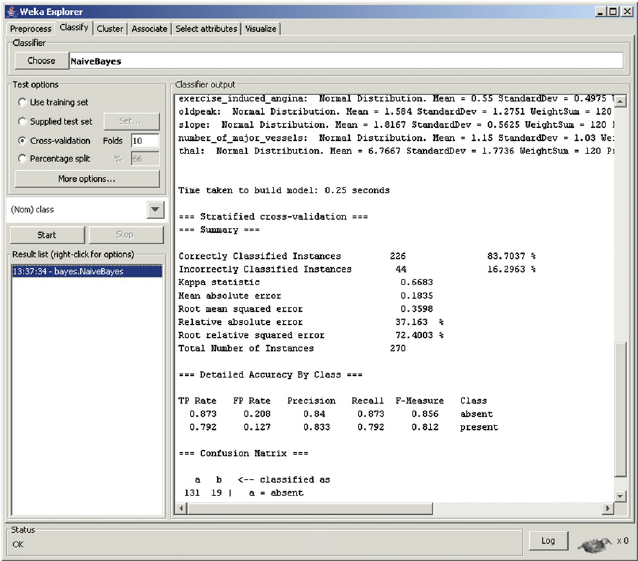 Weka Explorer
Preprocess Classify Cluster Associate Select attributes Visualize
Classifier
Choose NaiveBayes
Test options
Use training set
Supplied test set Set...
Cross-validation Folds 10
Percentage split % 66
More options...
(Nom) class
Start Stop
Result list (right-click for options)
13:37:34 - bayes.NaiveBayes
Classifier output
exercise_induced_angina: Normal Distribution. Mean = 0.55 StandardDev = 0.4975
oldpeak: Normal Distribution. Mean = 1.584 StandardDev = 1.2751 WeightSum = 120
slope: Normal Distribution. Mean = 1.8167 StandardDev = 0.5625 WeightSum = 120
number_of_major_vessels: Normal Distribution. Mean = 1.15 StandardDev = 1.03 Wei
thal: Normal Distribution. Mean = 6.7667 StandardDev = 1.7736 WeightSum = 120 P
Time taken to build model: 0.25 seconds
=== Stratified cross-validation ===
=== Summary ===
Correctly Classified Instances 226 83.7037 %
Incorrectly Classified Instances 44 16.2963 %
Kappa statistic 0.6683
Mean absolute error 0.1835
Root mean squared error 0.3598
Relative absolute error 37.163 %
Root relative squared error 72.4003 %
Total Number of Instances 270
=== Detailed Accuracy By Class ===
TP Rate FP Rate Precision Recall F-Measure Class
0.873 0.208 0.84 0.873 0.856 absent
0.792 0.127 0.833 0.792 0.812 present
=== Confusion Matrix ===
a b <-- classified as
131 19 | a = absent
Status
OK
Log
x 0